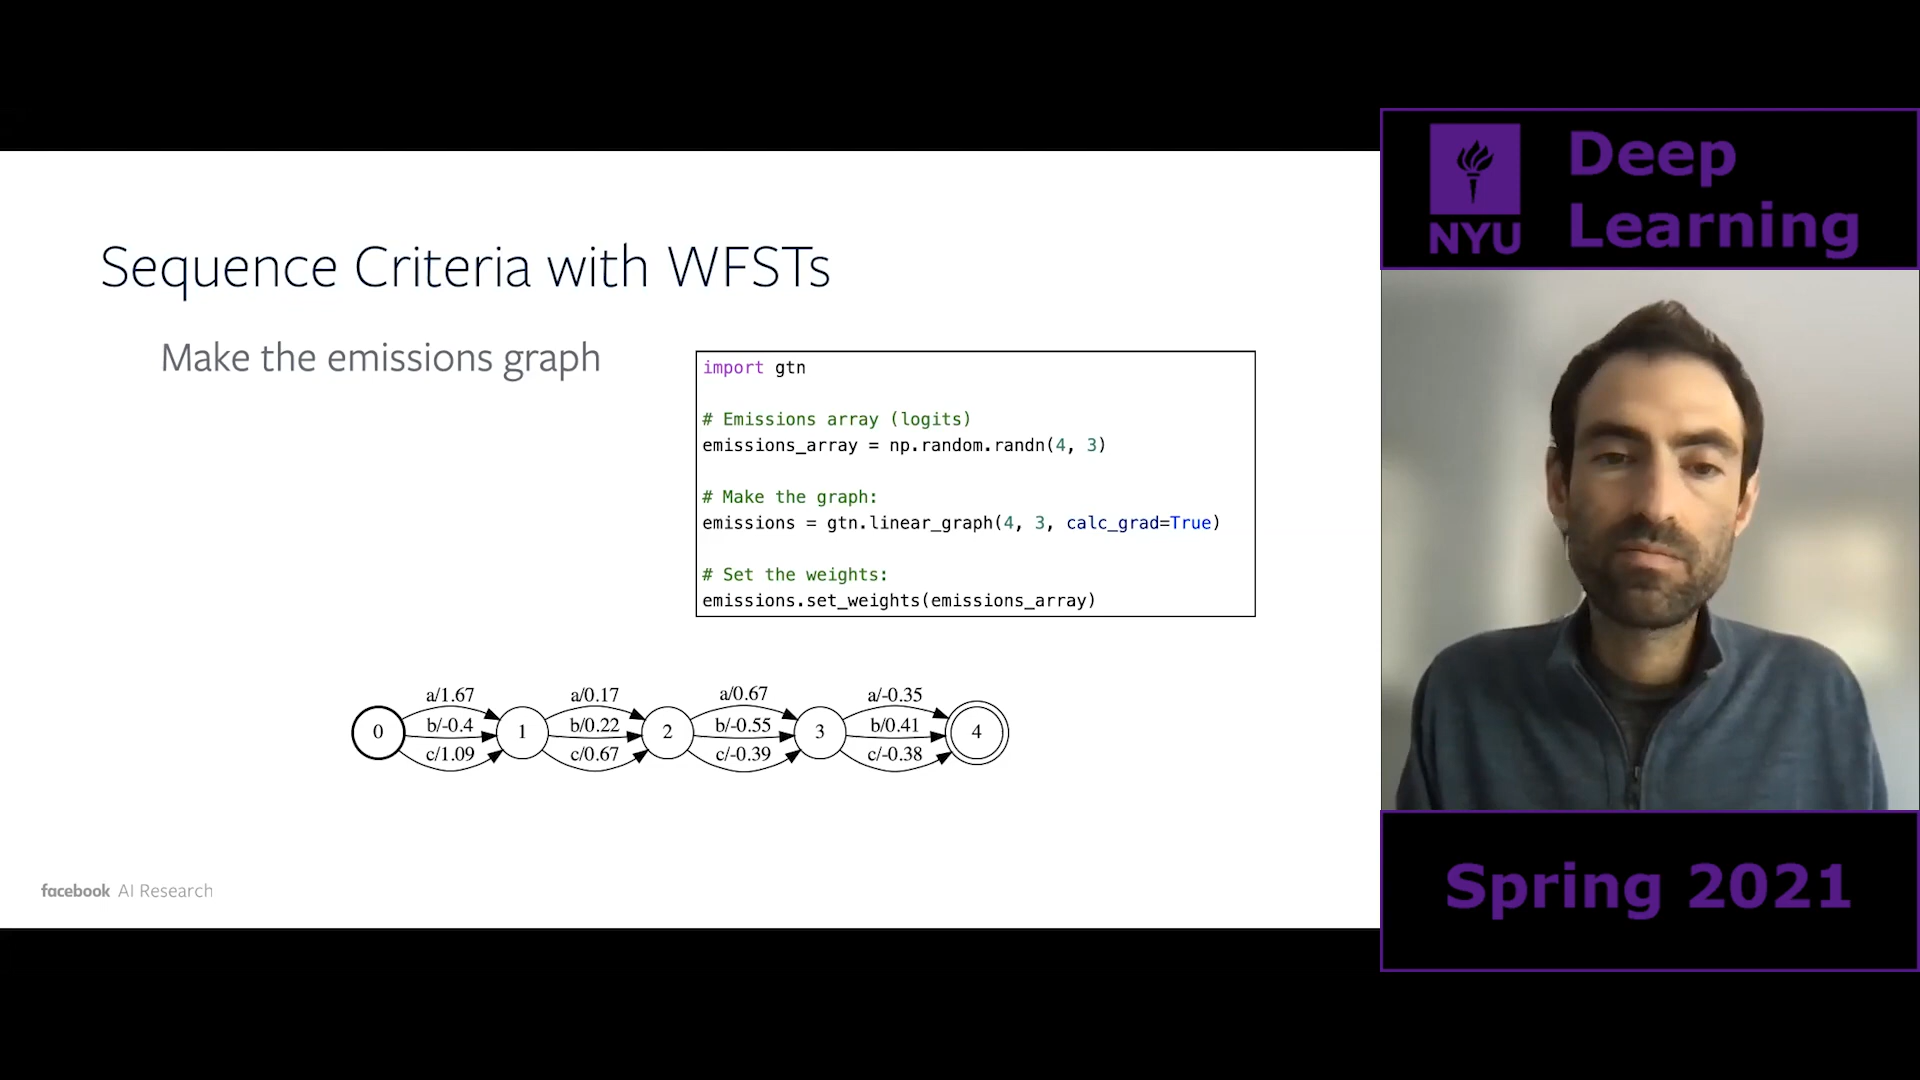 Sequence Criteria with WFSTs
Make the emissions graph
import gtn
# Emissions array (logits)
emissions_array = np.random.randn(4, 3)
# Make the graph:
emissions = gtn.linear_graph(4, 3, calc_grad=True)
# Set the weights:
emissions.set_weights(emissions_array)
a/1.67 a/0.17 a/0.67 a/-0.35
0 b/-0.4 1 b/0.22 2 b/-0.55 3 b/0.41 4
c/1.09 c/0.67 c/-0.39 c/-0.38
facebook AI Research
NYU
Deep
Learning
Spring 2021